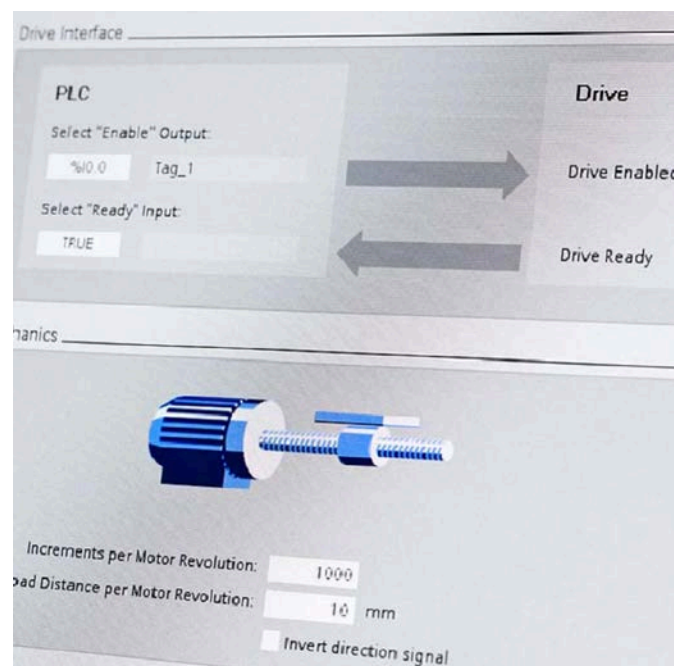 Drive Interface
PLC
Drive
Select "Enable" Output:
%I0.0 Tag_1
Drive Enabled
Select "Ready" Input:
TRUE
Drive Ready
hanics
Increments per Motor Revolution: 1000
oad Distance per Motor Revolution: 10 mm
Invert direction signal